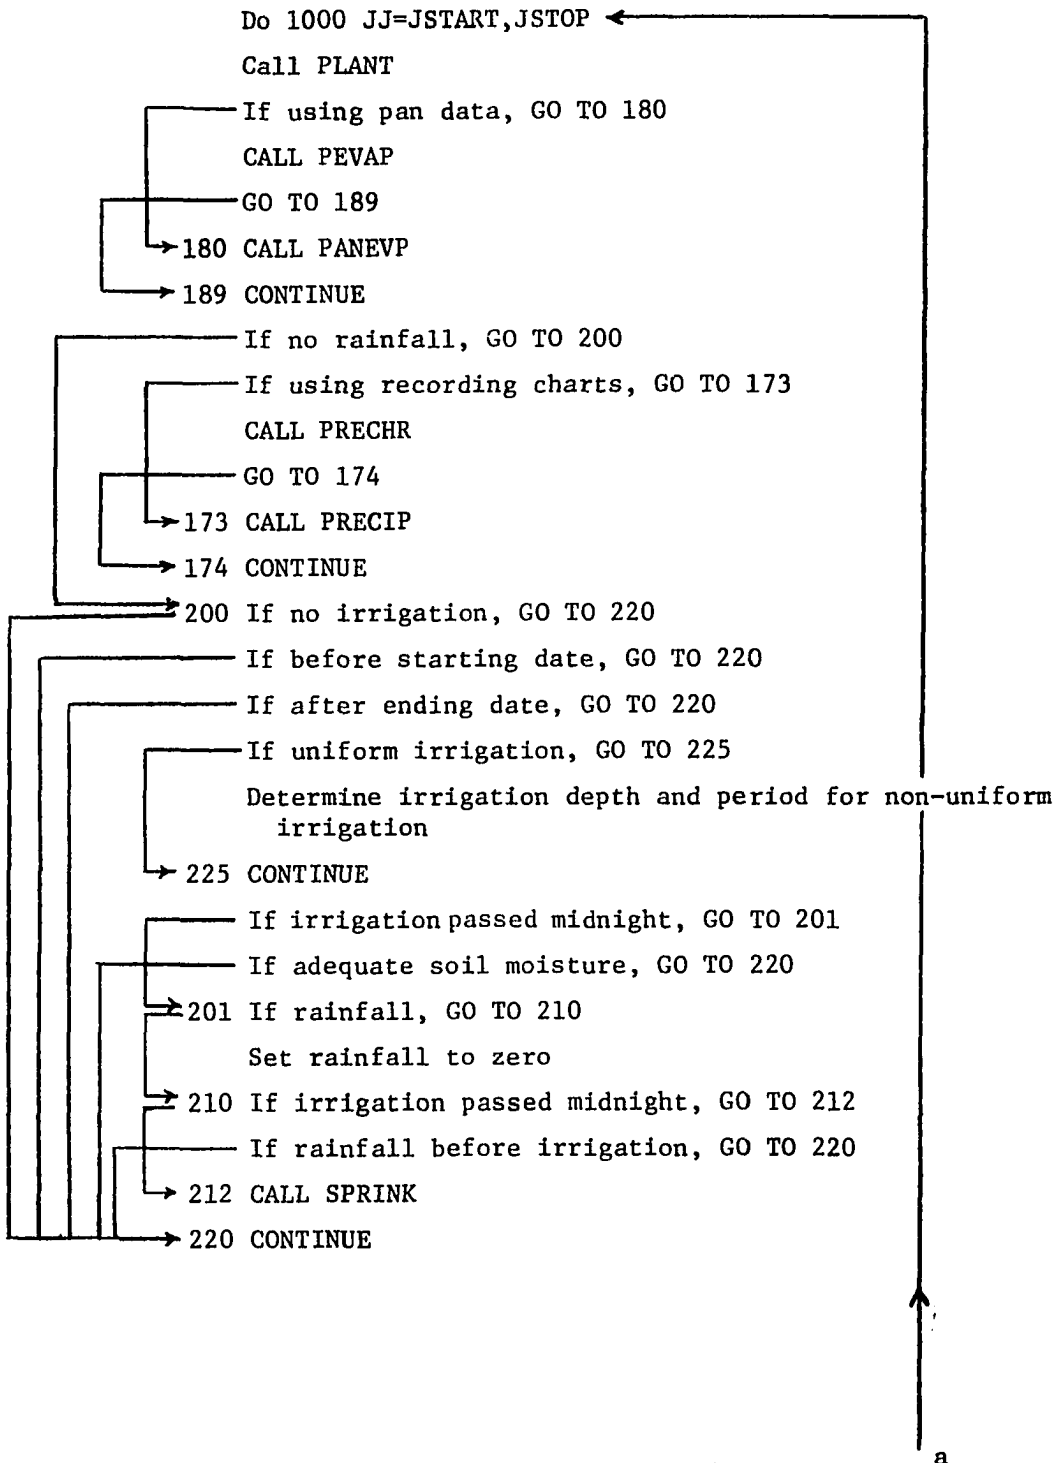 Do 1000 JJ=JSTART,JSTOP
Call PLANT
If using pan data, GO TO 180
CALL PEVAP
GO TO 189
180 CALL PANEVP
189 CONTINUE
If no rainfall, GO TO 200
If using recording charts, GO TO 173
CALL PRECHR
GO TO 174
173 CALL PRECIP
174 CONTINUE
200 If no irrigation, GO TO 220
If before starting date, GO TO 220
If after ending date, GO TO 220
If uniform irrigation, GO TO 225
Determine irrigation depth and period for non-uniform
irrigation
225 CONTINUE
If irrigation passed midnight, GO TO 201
If adequate soil moisture, GO TO 220
201 If rainfall, GO TO 210
Set rainfall to zero
210 If irrigation passed midnight, GO TO 212
If rainfall before irrigation, GO TO 220
212 CALL SPRINK
220 CONTINUE
a